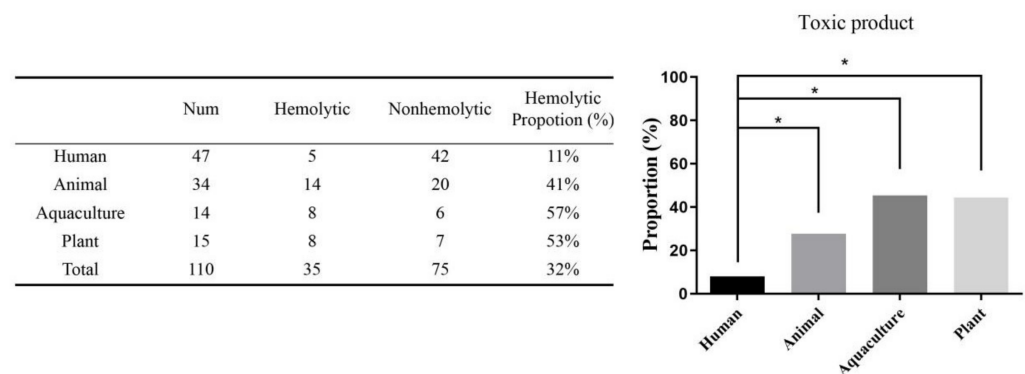 Num Hemolytic Nonhemolytic Hemolytic Propotion (%)
Human 47 5 42 11%
Animal 34 14 20 41%
Aquaculture 14 8 6 57%
Plant 15 8 7 53%
Total 110 35 75 32%
Toxic product
*
*
*
Proportion (%)
100
80
60
40
20
0
Human
Animal
Aquaculture
Plant